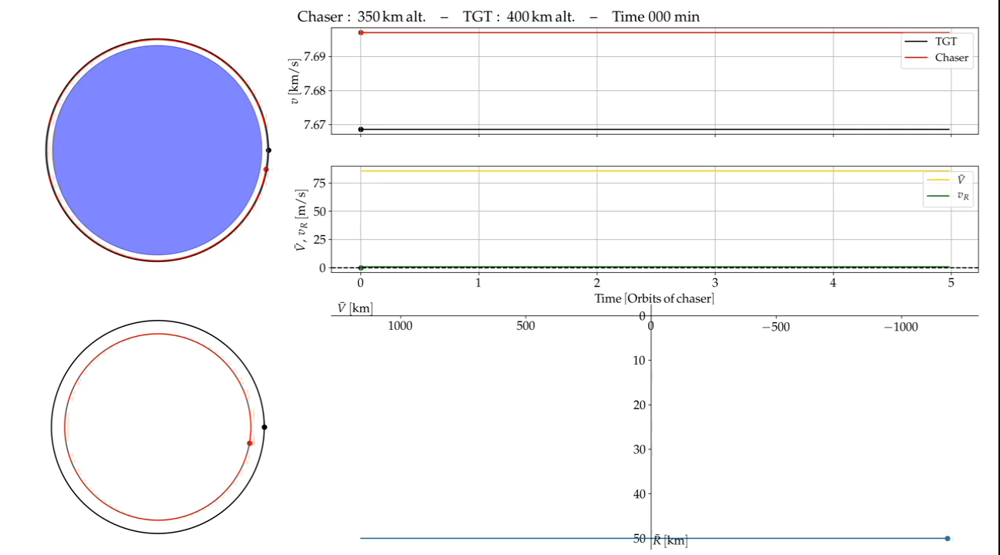 Chaser : 350 km alt. – TGT : 400 km alt. – Time 000 min
v [km/s]
7.69
7.68
7.67
TGT
Chaser
V̄, v_R [m/s]
75
50
25
0
V̄
v_R
0 1 2 3 4 5
Time [Orbits of chaser]
V̄ [km]
1000 500 0 −500 −1000
0
10
20
30
40
50
R̄ [km]